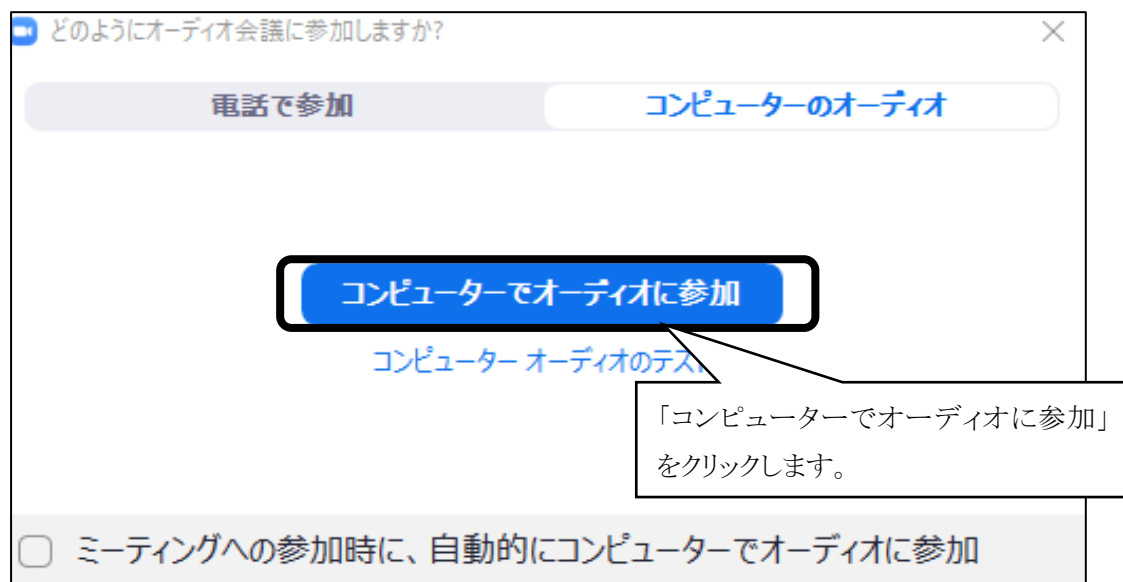 どのようにオーディオ会議に参加しますか?
電話で参加
コンピューターのオーディオ
コンピューターでオーディオに参加
コンピューター オーディオのテス
「コンピューターでオーディオに参加」
をクリックします。
ミーティングへの参加時に、自動的にコンピューターでオーディオに参加